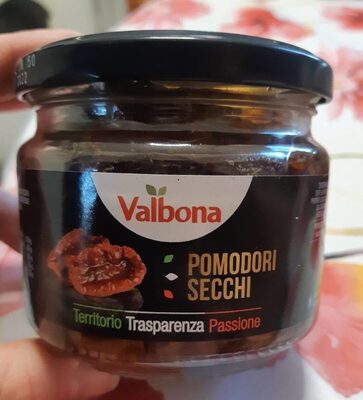 Valbona
POMODORI
SECCHI
Territorio Trasparenza Passione